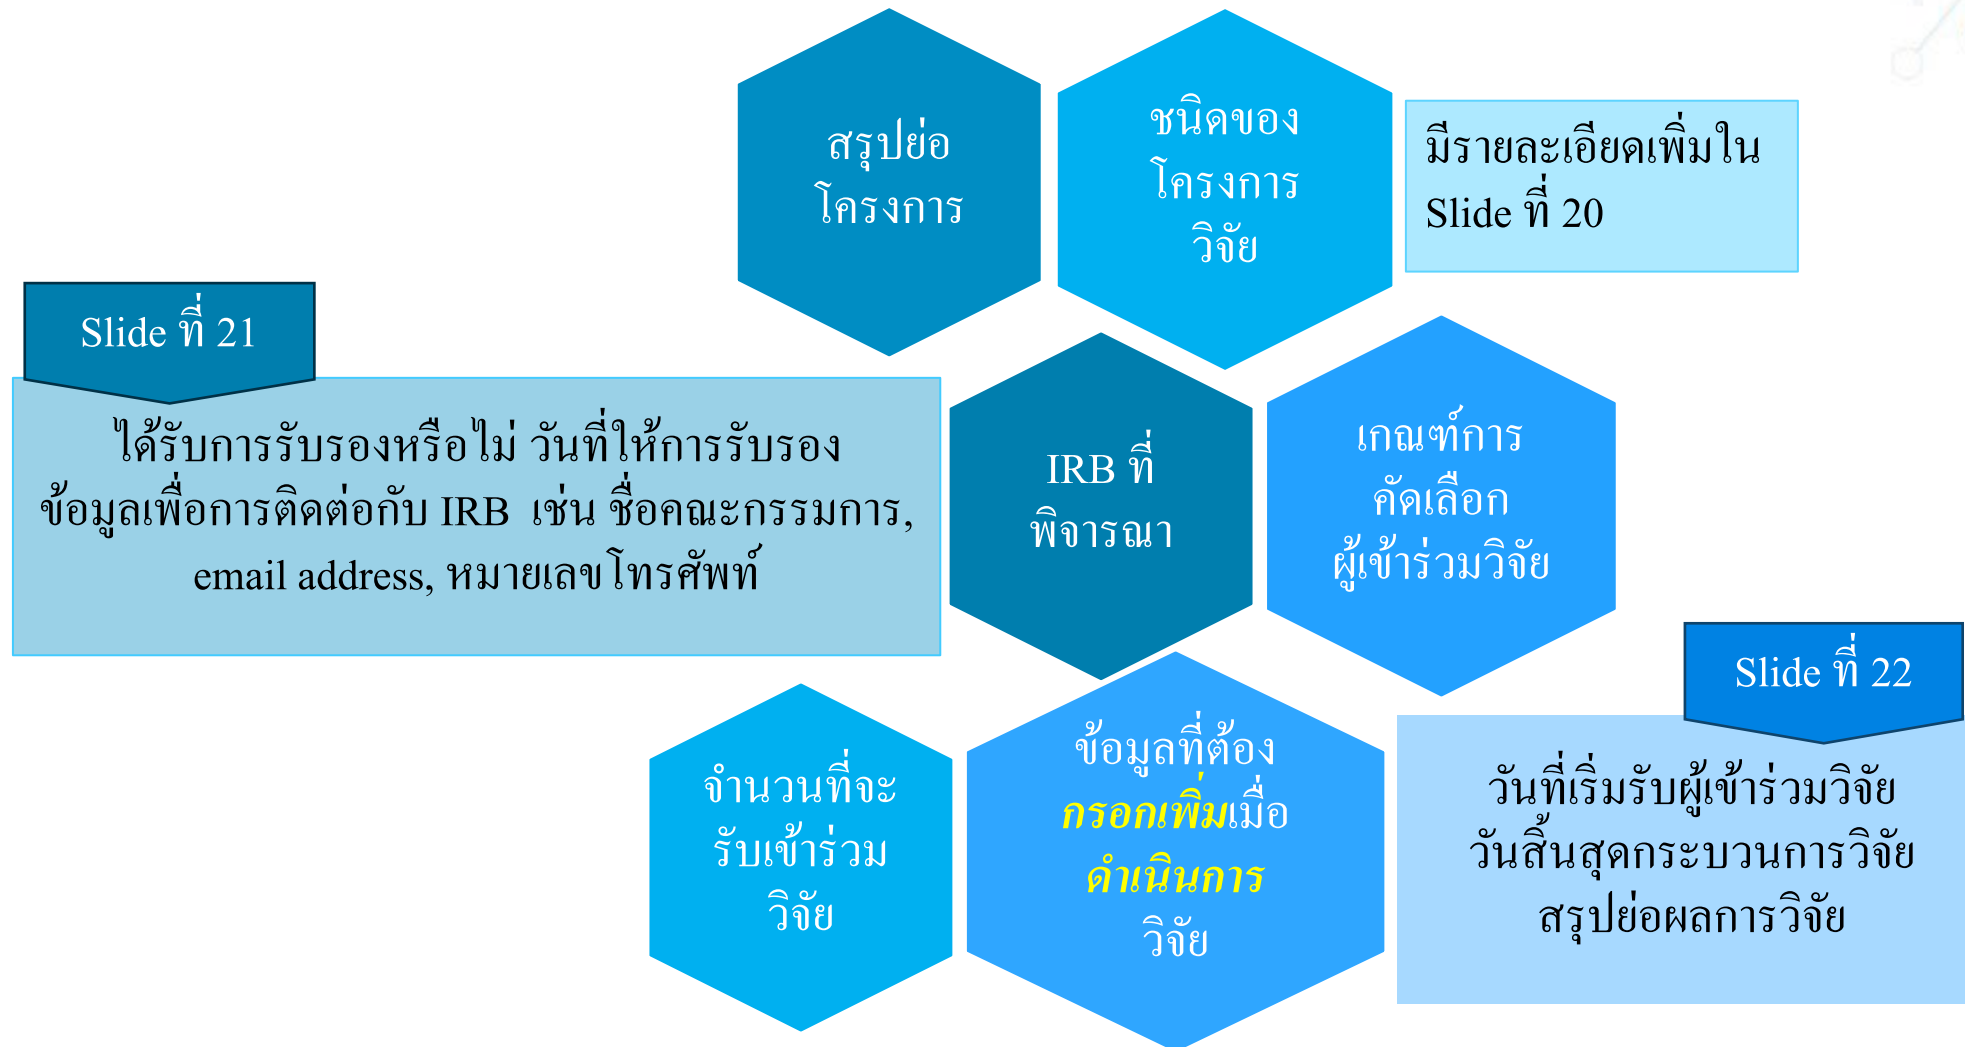 สรุปย่อ
โครงการ
ชนิดของ
โครงการ
วิจัย
มีรายละเอียดเพิ่มใน
Slide ที่ 20
Slide ที่ 21
ได้รับการรับรองหรือไม่ วันที่ให้การรับรอง
ข้อมูลเพื่อการติดต่อกับ IRB เช่น ชื่อคณะกรรมการ,
email address, หมายเลขโทรศัพท์
IRB ที่
พิจารณา
เกณฑ์การ
คัดเลือก
ผู้เข้าร่วมวิจัย
จำนวนที่จะ
รับเข้าร่วม
วิจัย
ข้อมูลที่ต้อง
กรอกเพิ่มเมื่อ
ดำเนินการ
วิจัย
Slide ที่ 22
วันที่เริ่มรับผู้เข้าร่วมวิจัย
วันสิ้นสุดกระบวนการวิจัย
สรุปย่อผลการวิจัย